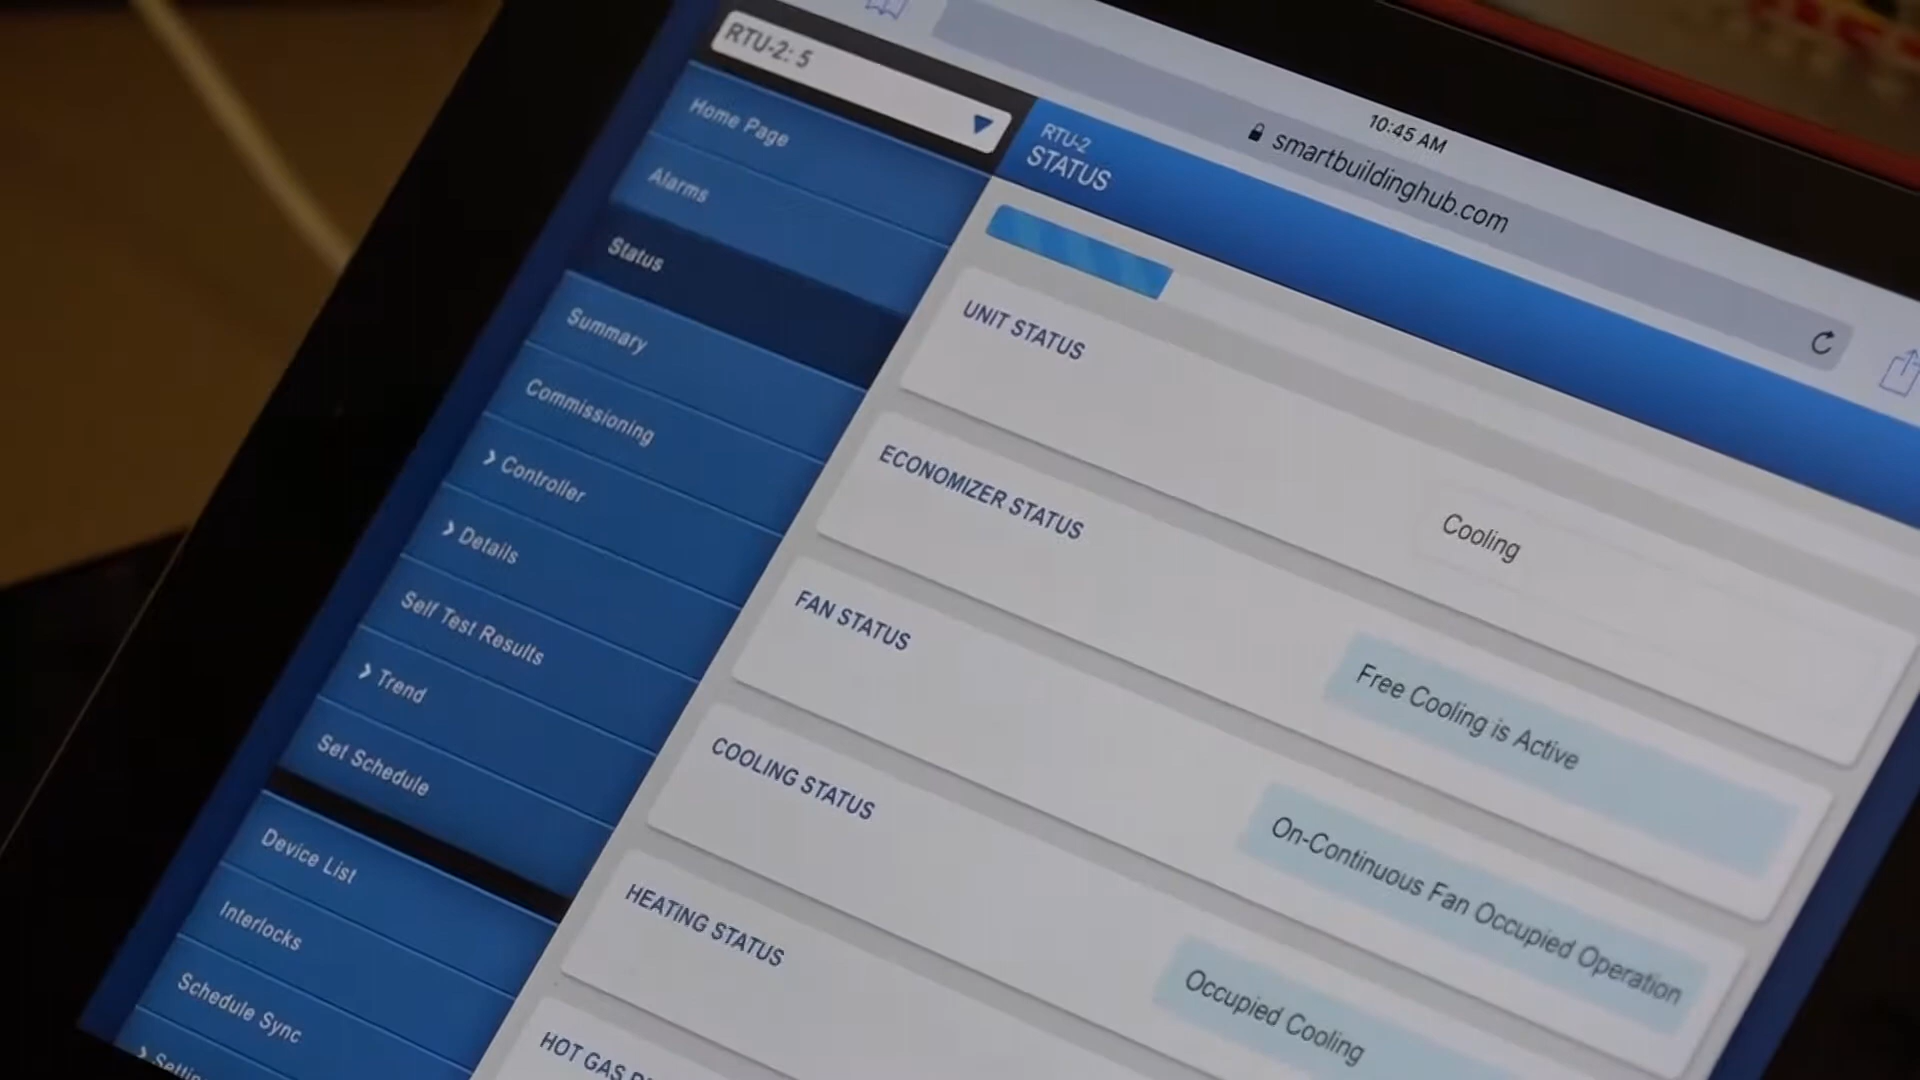 10:45 AM
smartbuildinghub.com
RTU-2: 5
Home Page
Alarms
Status
Summary
Commissioning
Controller
Details
Self Test Results
Trend
Set Schedule
Device List
Interlocks
Schedule Sync
RTU-2
STATUS
UNIT STATUS
Cooling
ECONOMIZER STATUS
Free Cooling is Active
FAN STATUS
On-Continuous Fan Occupied Operation
COOLING STATUS
Occupied Cooling
HEATING STATUS
HOT GAS